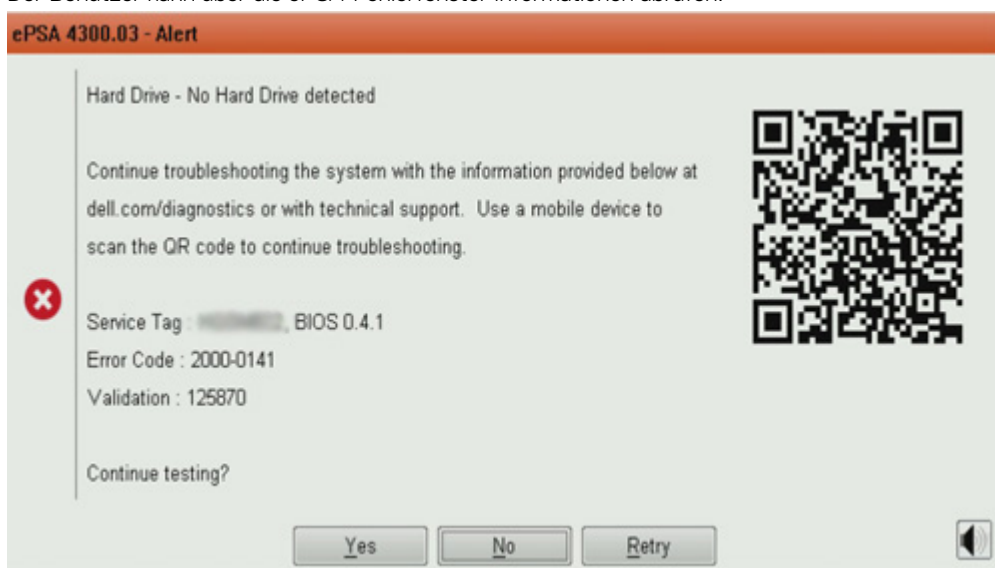 ePSA 4300.03 - Alert
Hard Drive - No Hard Drive detected
Continue troubleshooting the system with the information provided below at
dell.com/diagnostics or with technical support. Use a mobile device to
scan the QR code to continue troubleshooting.
Service Tag : , BIOS 0.4.1
Error Code : 2000-0141
Validation : 125870
Continue testing?
Yes No Retry